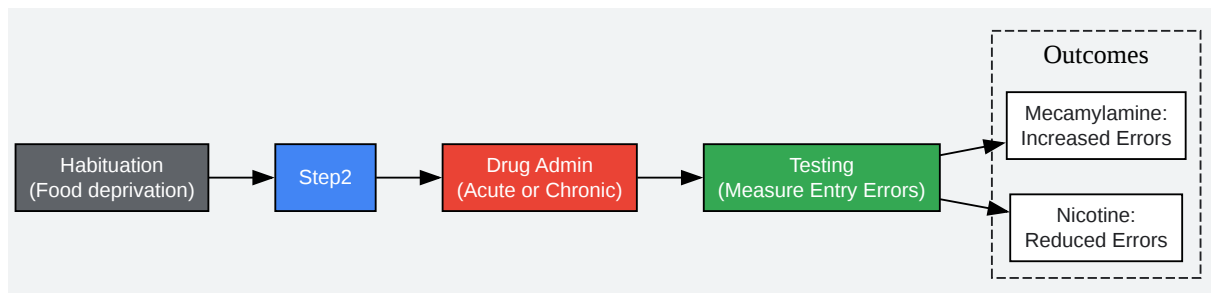 Habituation
(Food deprivation)
Step2
Drug Admin
(Acute or Chronic)
Testing
(Measure Entry Errors)
Outcomes
Mecamylamine:
Increased Errors
Nicotine:
Reduced Errors